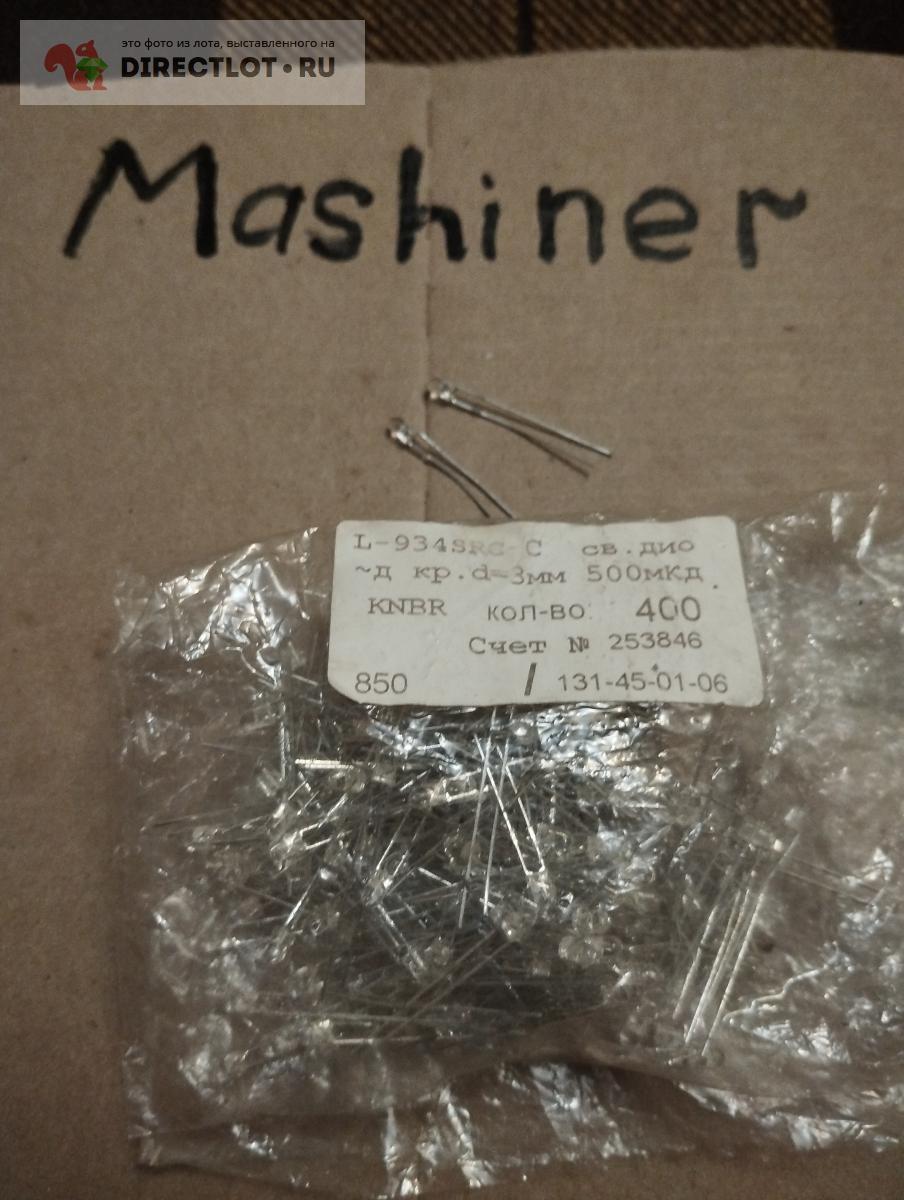 это фото из лота, выставленного на
DIRECTLOT•RU
Mashiner
L-934SRC-C св.дио
~д кр.d=3мм 500мкд.
KNBR кол-во: 400
Счет № 253846
850 / 131-45-01-06